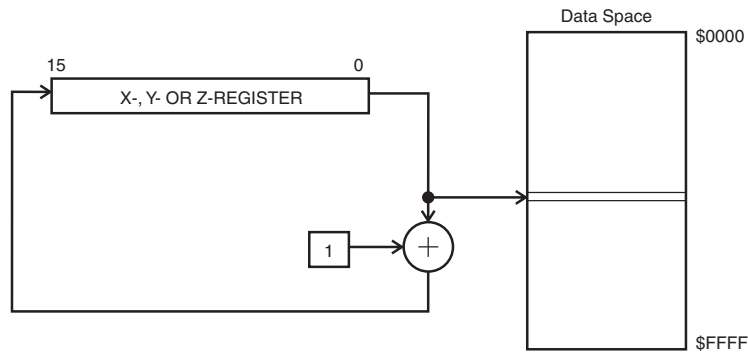 Data Space
$0000
15
0
X-, Y- OR Z-REGISTER
1
+
$FFFF